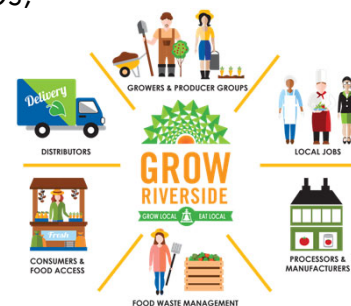 GROWERS & PRODUCER GROUPS
Delivery
DISTRIBUTORS
LOCAL JOBS
GROW
RIVERSIDE
GROW LOCAL EAT LOCAL
Fresh
CONSUMERS &
FOOD ACCESS
PROCESSORS &
MANUFACTURERS
FOOD WASTE MANAGEMENT